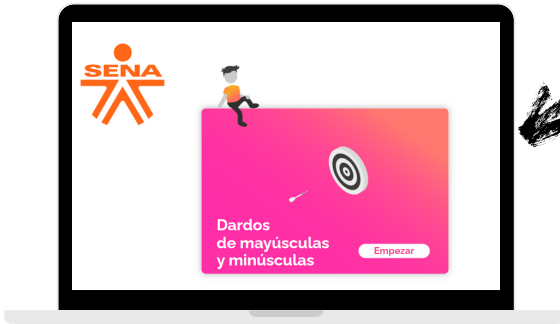 SENA
Dardos
de mayúsculas
y minúsculas
Empezar